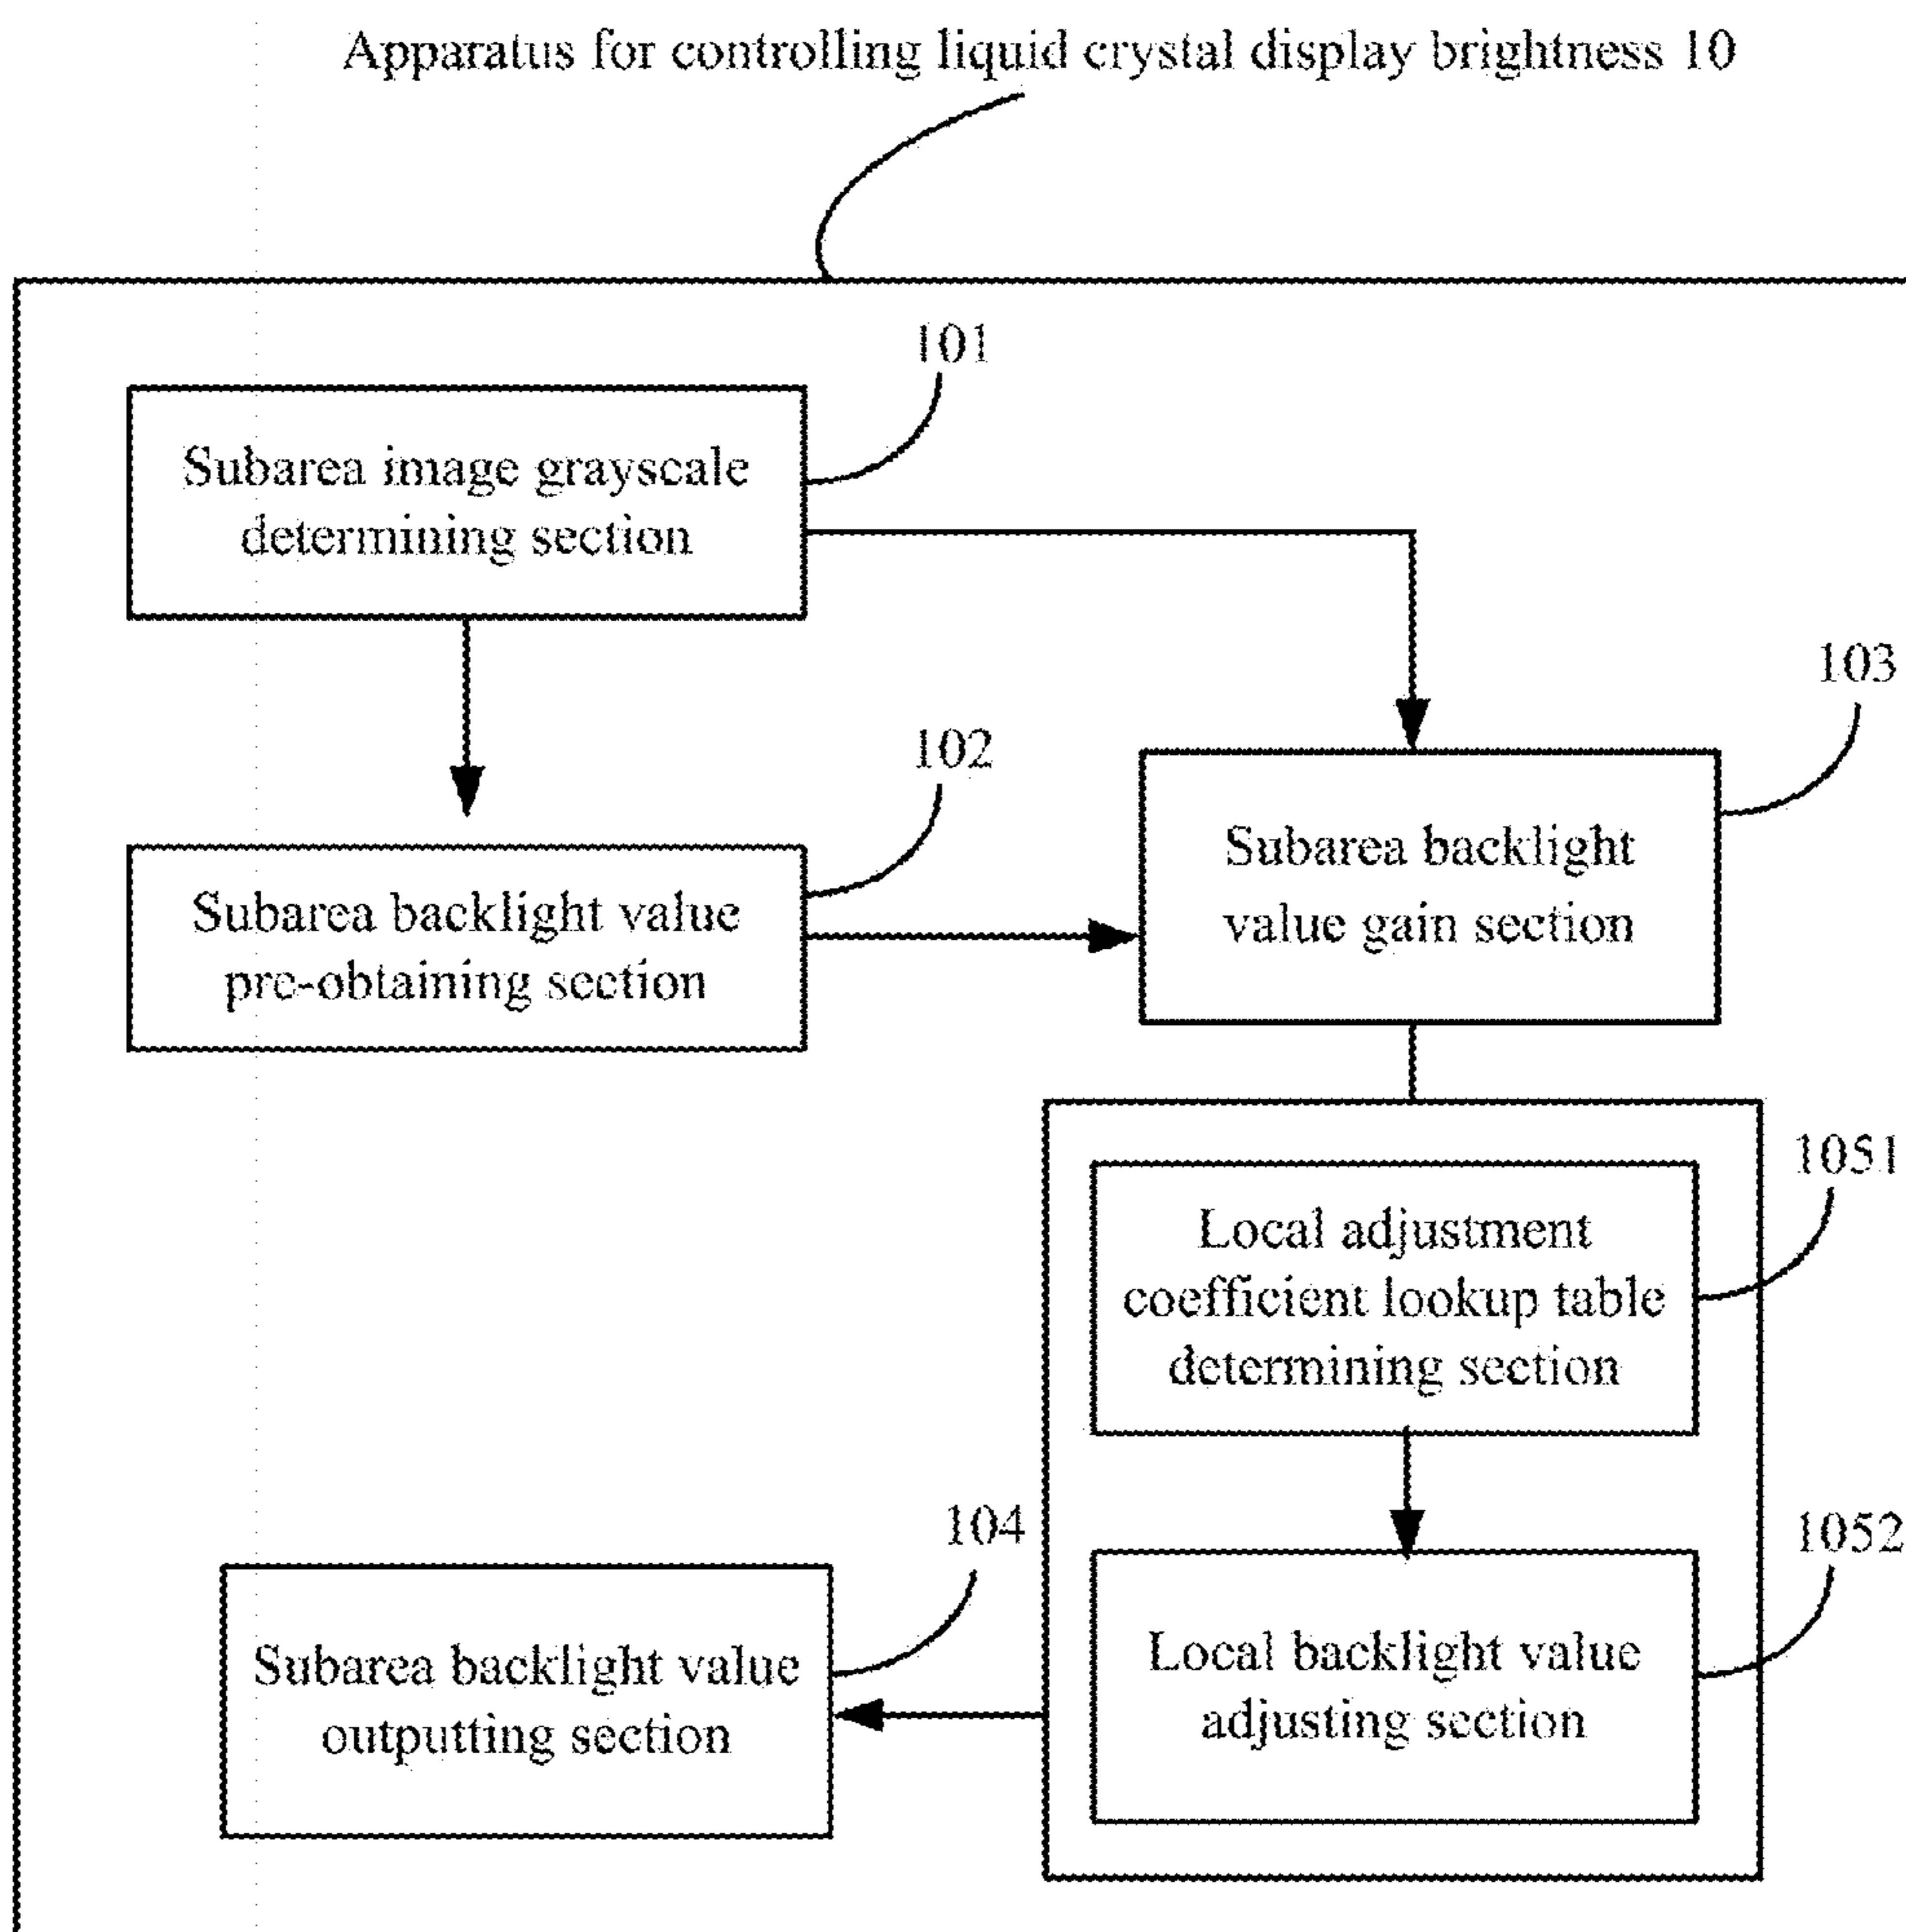 Apparatus for controlling liquid crystal display brightness 10
101
Subarea image grayscale
determining section
103
102
Subarea backlight
value gain section
Subarea backlight value
pre-obtaining section
1051
Local adjustment
coefficient lookup table
determining section
104
1052
Subarea backlight value
outputting section
Local backlight value
adjusting section